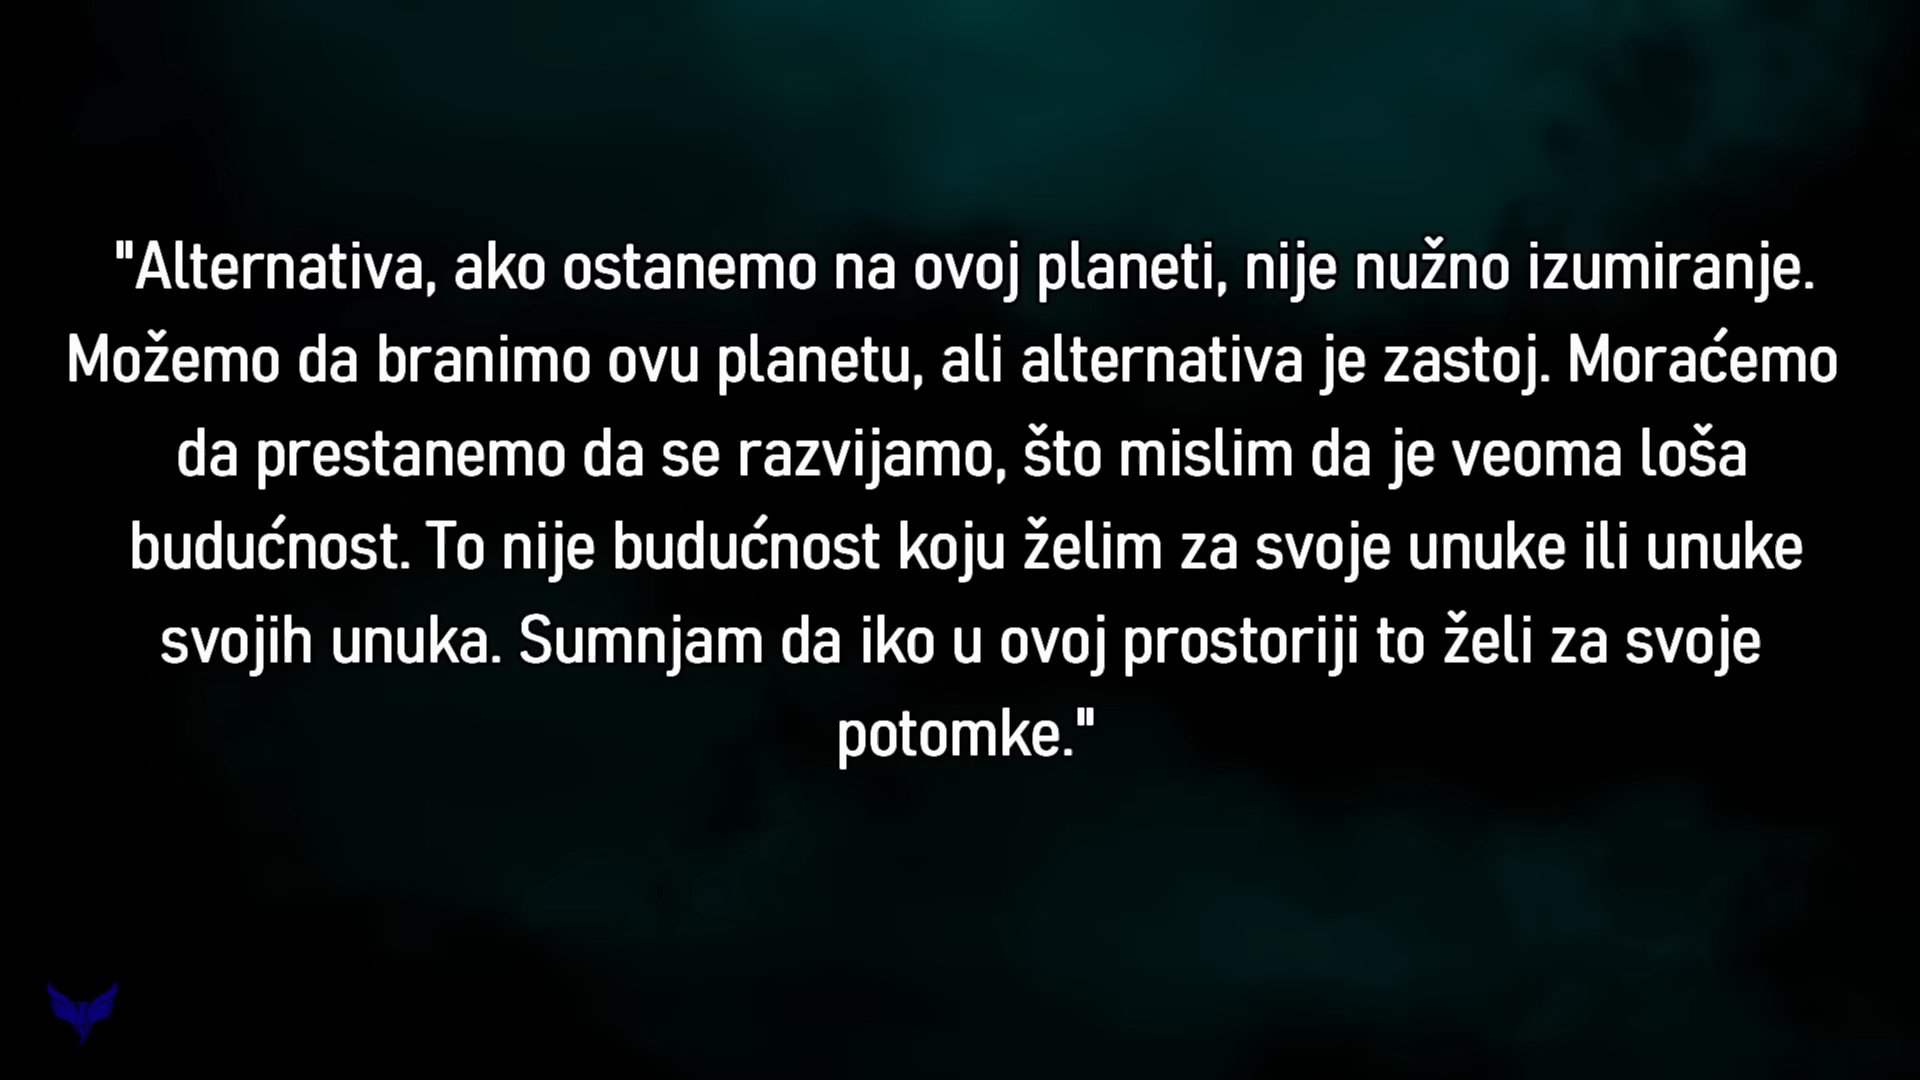 "Alternativa, ako ostanemo na ovoj planeti, nije nužno izumiranje.
Možemo da branimo ovu planetu, ali alternativa je zastoj. Moraćemo
da prestanemo da se razvijamo, što mislim da je veoma loša
budućnost. To nije budućnost koju želim za svoje unuke ili unuke
svojih unuka. Sumnjam da iko u ovoj prostoriji to želi za svoje
potomke."